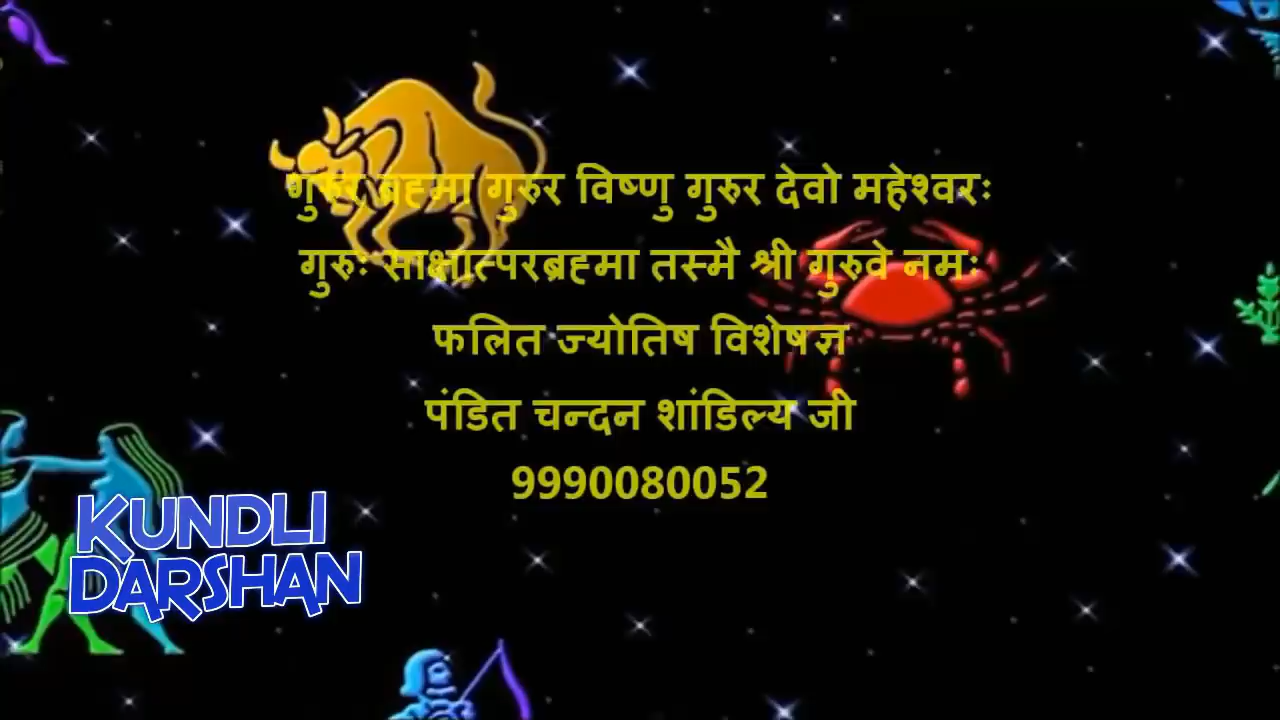 गुरुर ब्रह्मा गुरुर विष्णु गुरुर देवो महेश्वरः
गुरुः साक्षात्परब्रह्मा तस्मै श्री गुरुवे नमः
फलित ज्योतिष विशेषज्ञ
पंडित चन्दन शांडिल्य जी
9990080052
KUNDLI
DARSHAN